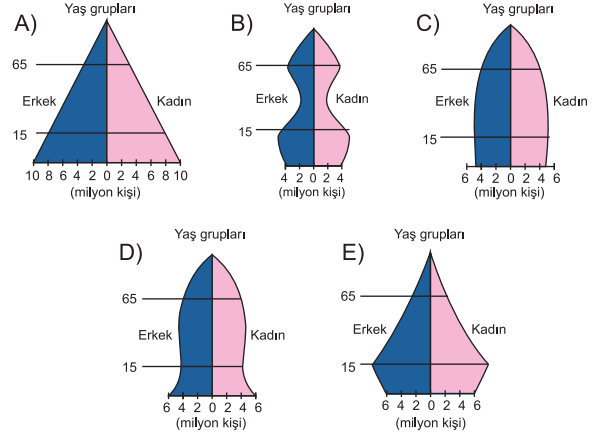 A)
Yaş grupları
65
Erkek
Kadın
15
10 8 6 4 2 0 2 4 6 8 10
(milyon kişi)
B)
Yaş grupları
65
Erkek
Kadın
15
4 2 0 2 4
(milyon kişi)
C)
Yaş grupları
65
Erkek
Kadın
15
6 4 2 0 2 4 6
(milyon kişi)
D)
Yaş grupları
65
Erkek
Kadın
15
6 4 2 0 2 4 6
(milyon kişi)
E)
Yaş grupları
65
Erkek
Kadın
15
6 4 2 0 2 4 6
(milyon kişi)